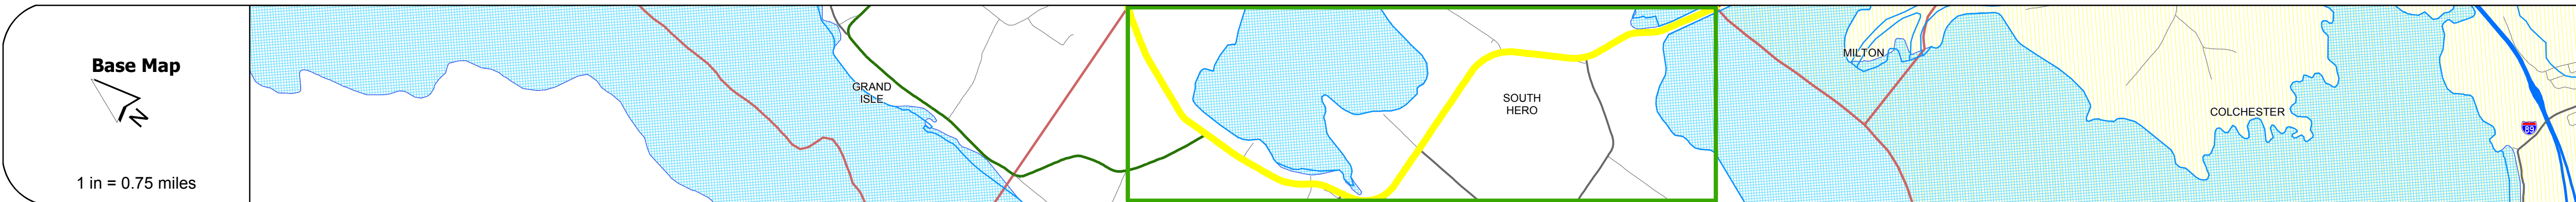 Base Map
N
1 in = 0.75 miles
GRAND
ISLE
SOUTH
HERO
MILTON
COLCHESTER
89